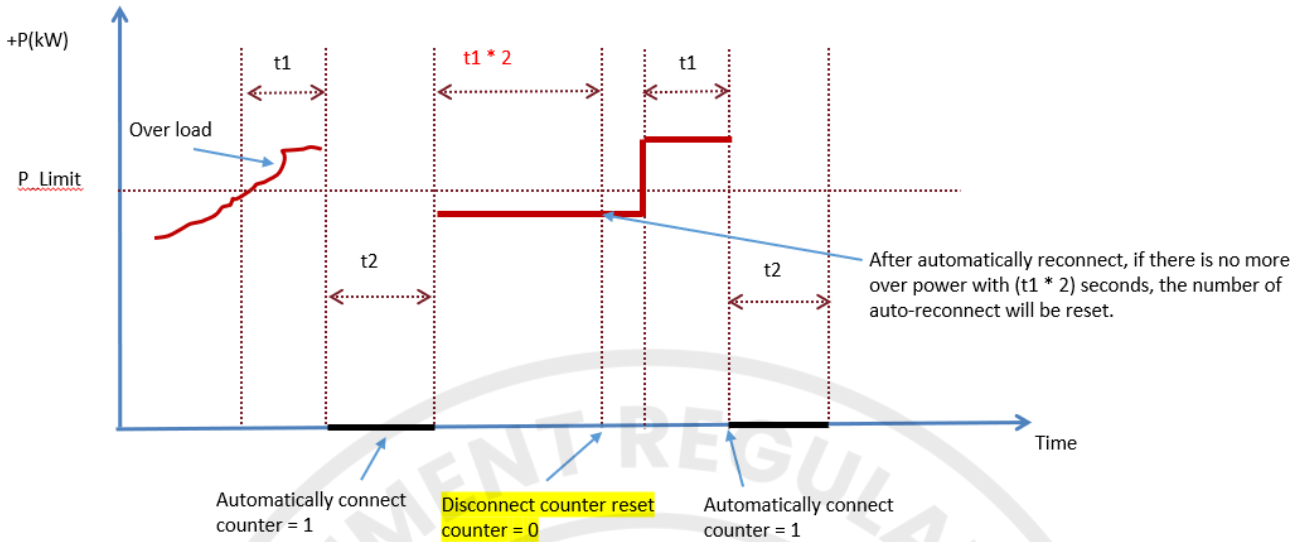 +P(kW)
t1
t1 * 2
t1
Over load
P_Limit
t2
t2
After automatically reconnect, if there is no more
over power with (t1 * 2) seconds, the number of
auto-reconnect will be reset.
Time
Automatically connect
counter = 1
Disconnect counter reset
counter = 0
Automatically connect
counter = 1
MENT REGULA